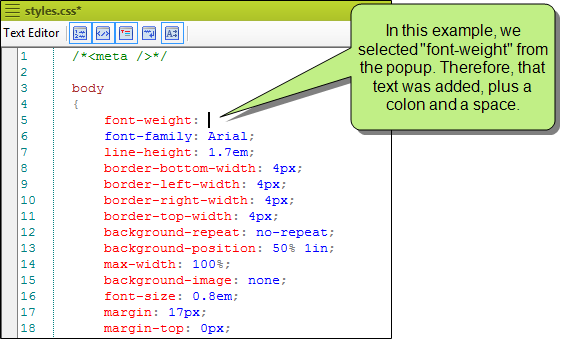 styles.css*
Text Editor
In this example, we
selected "font-weight" from
the popup. Therefore, that
text was added, plus a
colon and a space.
1 /*<meta />*/
2
3 body
4 {
5 font-weight:
6 font-family: Arial;
7 line-height: 1.7em;
8 border-bottom-width: 4px;
9 border-left-width: 4px;
10 border-right-width: 4px;
11 border-top-width: 4px;
12 background-repeat: no-repeat;
13 background-position: 50% 1in;
14 max-width: 100%;
15 background-image: none;
16 font-size: 0.8em;
17 margin: 17px;
18 margin-top: 0px;